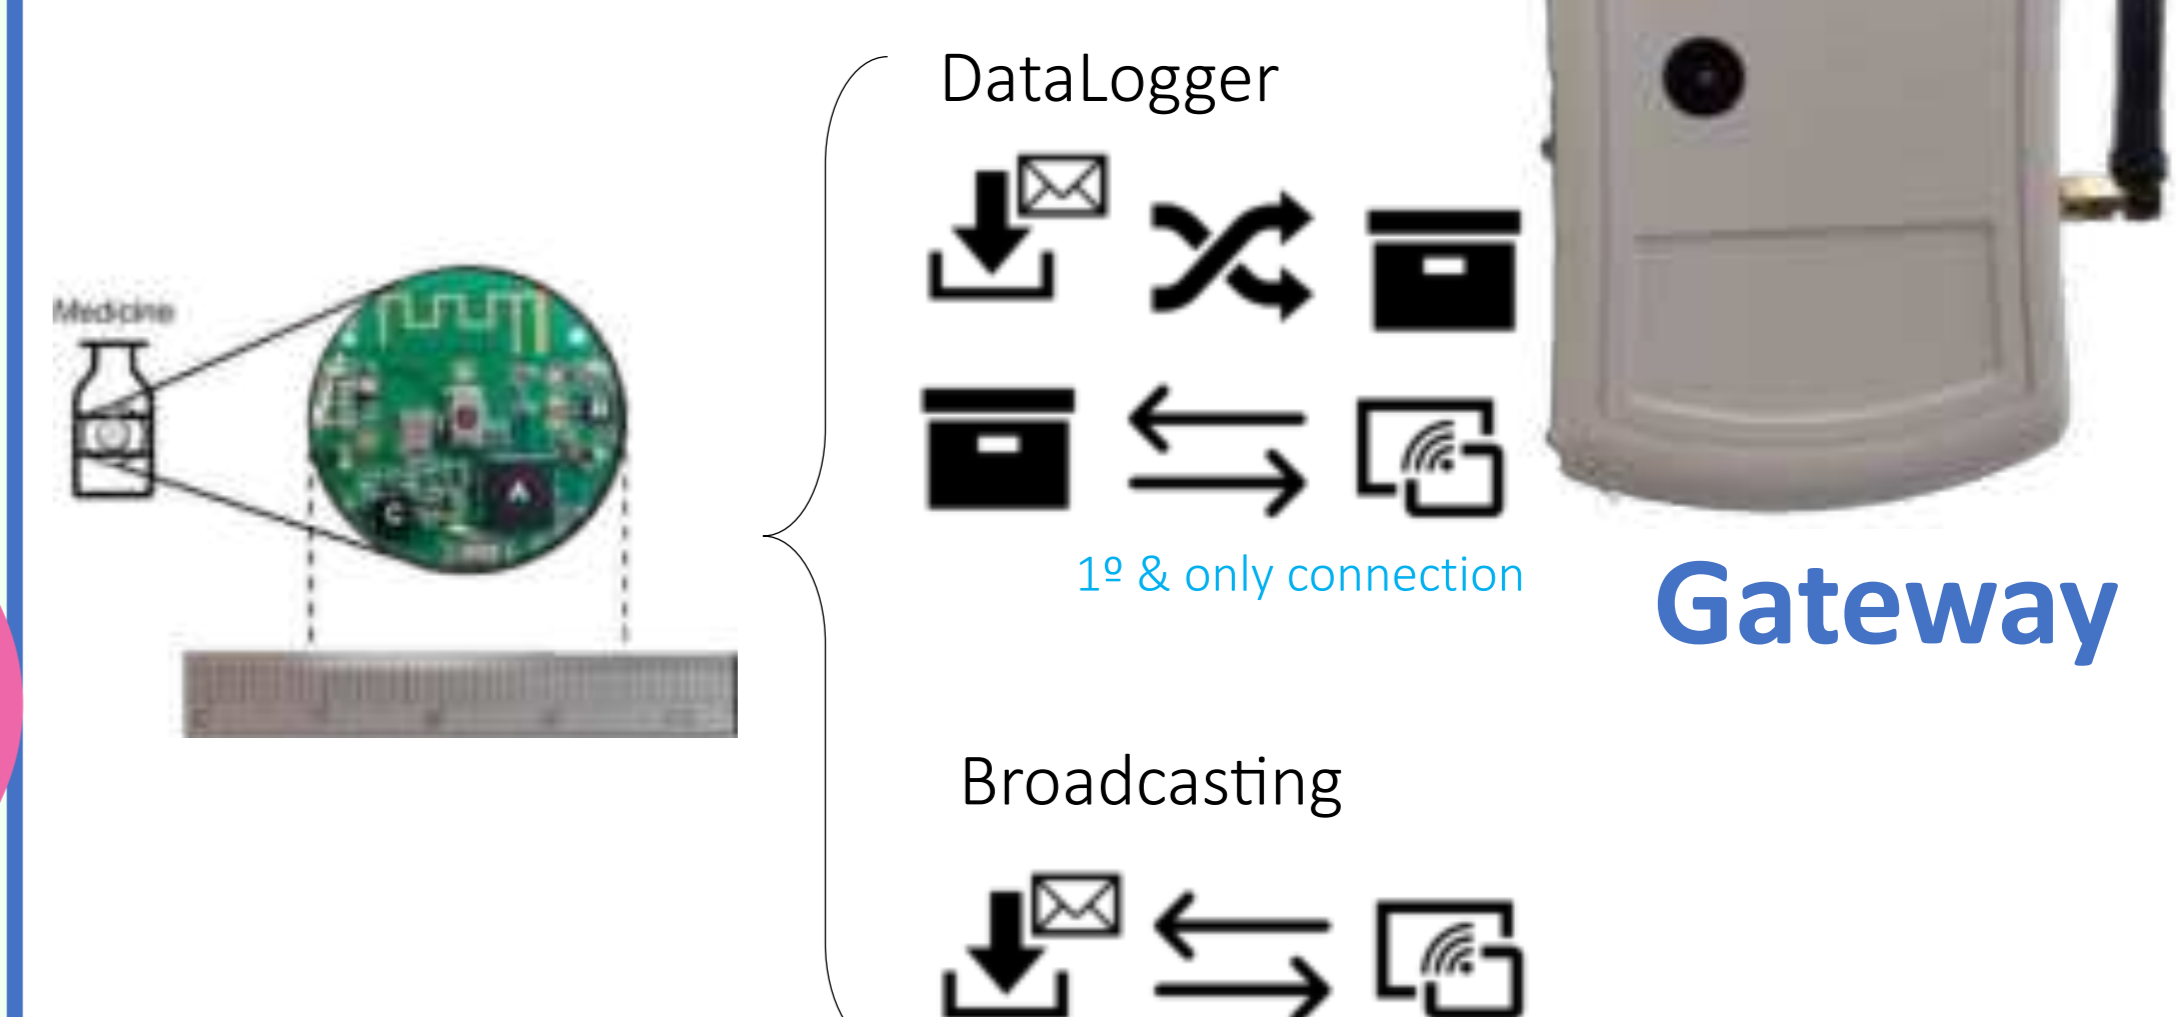 DataLogger
Medicine
C
A
1º & only connection
Gateway
Broadcasting